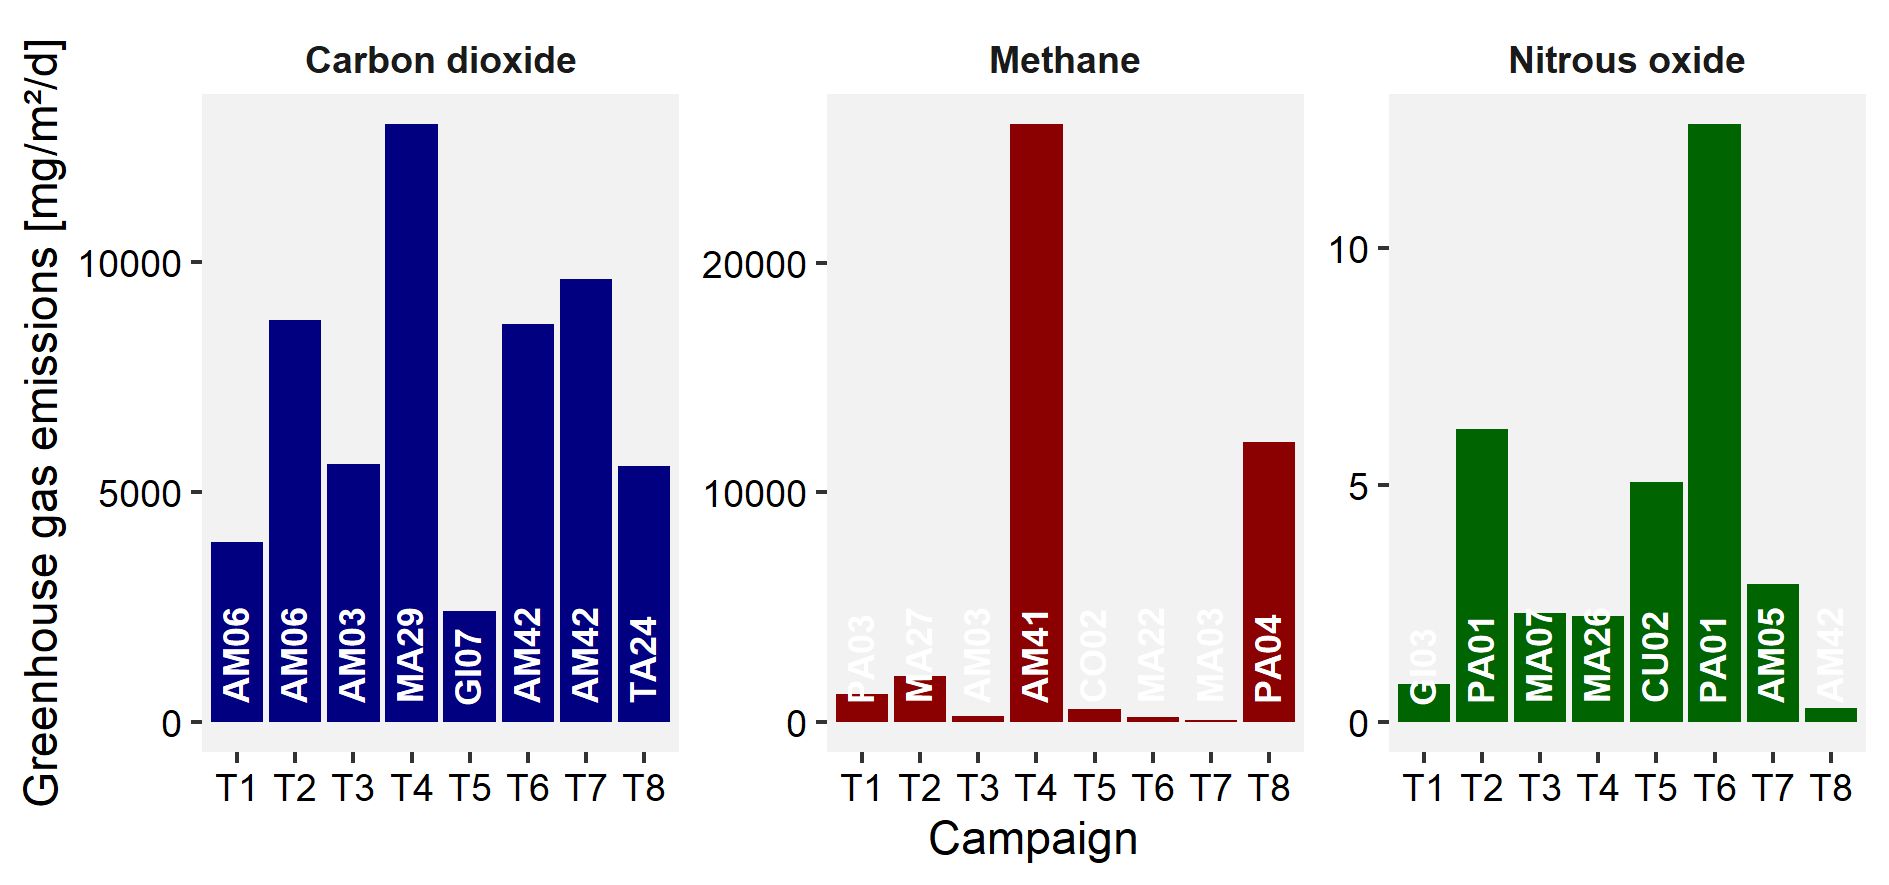 Carbon dioxide
Methane
Nitrous oxide
Greenhouse gas emissions [mg/m²/d]
10000
5000
0
AM06
AM06
AM03
MA29
GI07
AM42
AM42
TA24
T1 T2 T3 T4 T5 T6 T7 T8
20000
10000
0
PA03
MA27
AM03
AM41
CO02
MA22
MA03
PA04
T1 T2 T3 T4 T5 T6 T7 T8
10
5
0
GI03
PA01
MA07
MA26
CU02
PA01
AM05
AM42
T1 T2 T3 T4 T5 T6 T7 T8
Campaign